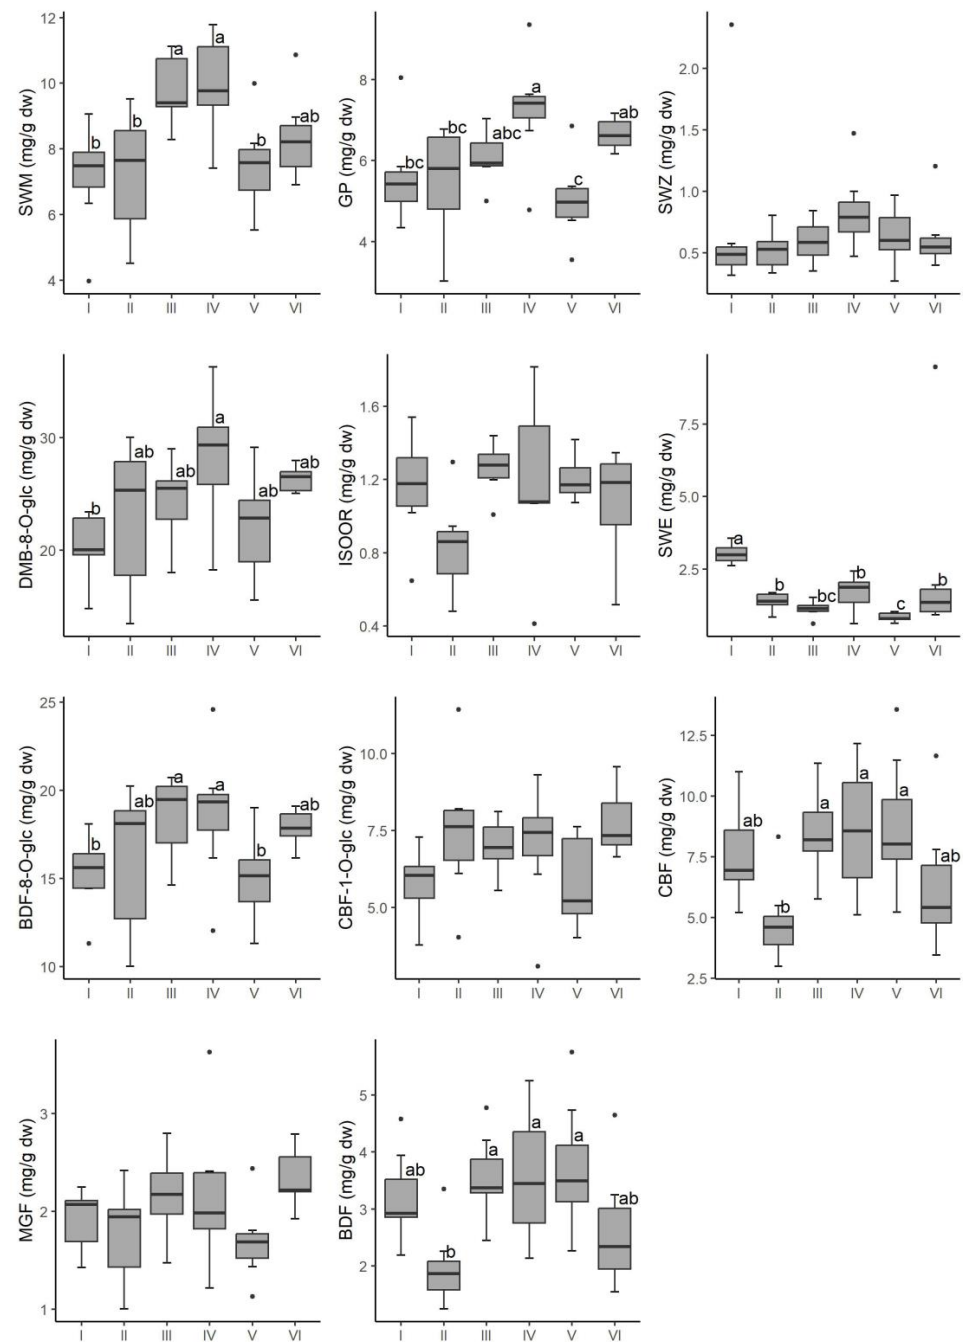 SWM (mg/g dw)
12
10
8
6
4
b
b
a
a
b
ab
I II III IV V VI
GP (mg/g dw)
8
6
4
bc
bc
abc
a
c
ab
I II III IV V VI
SWZ (mg/g dw)
2.0
1.5
1.0
0.5
I II III IV V VI
DMB-8-O-glc (mg/g dw)
30
20
b
ab
ab
a
ab
I II III IV V VI
ISOOR (mg/g dw)
1.6
1.2
0.8
0.4
I II III IV V VI
SWE (mg/g dw)
7.5
5.0
2.5
a
b
bc
b
c
b
I II III IV V VI
BDF-8-O-glc (mg/g dw)
25
20
15
10
b
ab
a
a
b
ab
I II III IV V VI
CBF-1-O-glc (mg/g dw)
10.0
7.5
5.0
I II III IV V VI
CBF (mg/g dw)
12.5
10.0
7.5
5.0
2.5
ab
b
a
a
a
ab
I II III IV V VI
MGF (mg/g dw)
3
2
1
I II III IV V VI
BDF (mg/g dw)
5
4
3
2
ab
b
a
a
a
ab
I II III IV V VI